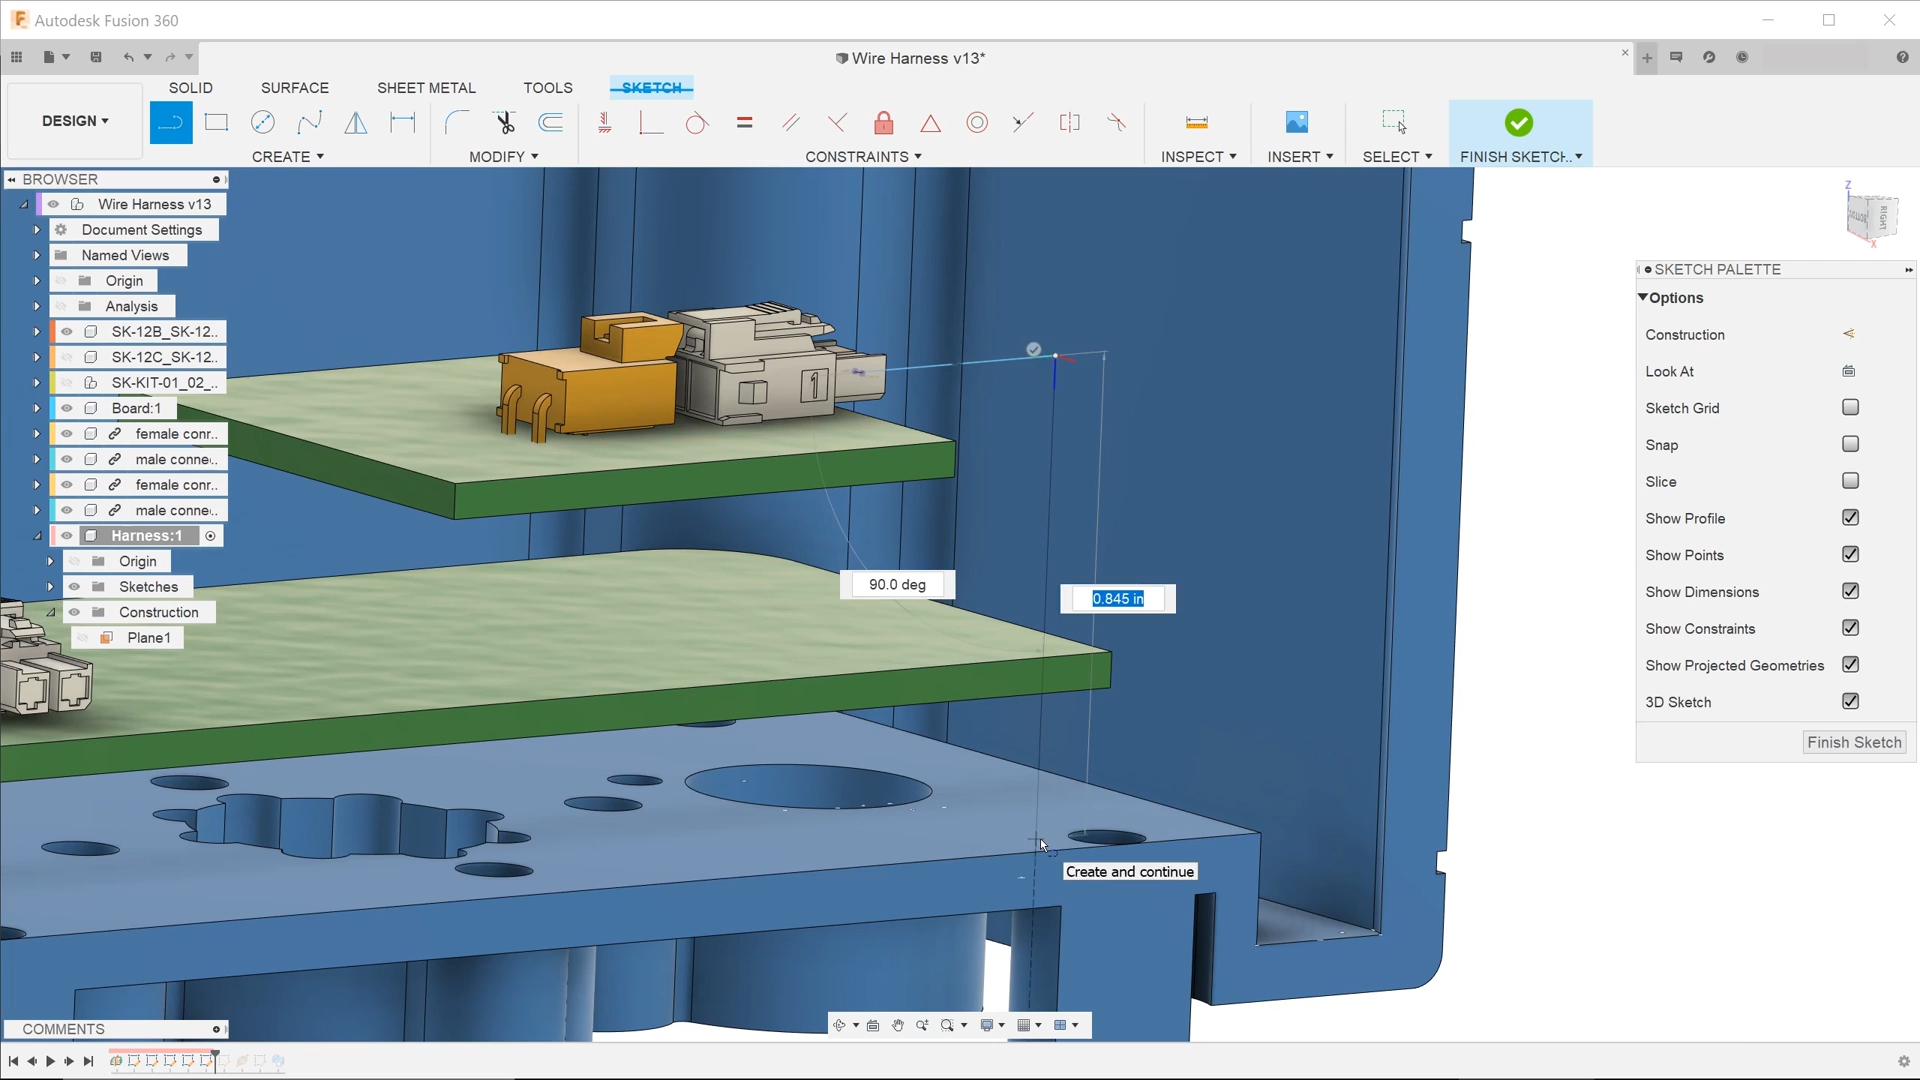 Autodesk Fusion 360
Wire Harness v13*
SOLID SURFACE SHEET METAL TOOLS SKETCH
DESIGN
CREATE MODIFY CONSTRAINTS INSPECT INSERT SELECT FINISH SKETCH..
BROWSER
Wire Harness v13
Document Settings
Named Views
Origin
Analysis
SK-12B_SK-12..
SK-12C_SK-12..
SK-KIT-01_02_..
Board:1
female conr..
male conne..
female conr..
male conne..
Harness:1
Origin
Sketches
Construction
Plane1
1
90.0 deg
0.845 in
Create and continue
Z
RIGHT
X
SKETCH PALETTE
Options
Construction
Look At
Sketch Grid
Snap
Slice
Show Profile
Show Points
Show Dimensions
Show Constraints
Show Projected Geometries
3D Sketch
Finish Sketch
COMMENTS